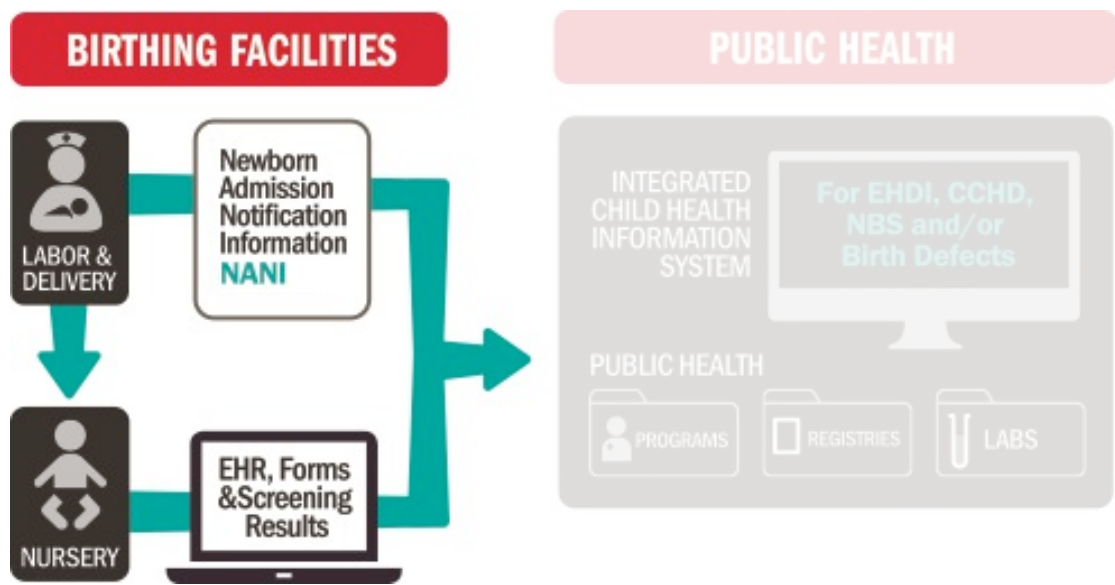 BIRTHING FACILITIES
LABOR &
DELIVERY
Newborn
Admission
Notification
Information
NANI
NURSERY
EHR, Forms
&Screening
Results
PUBLIC HEALTH
INTEGRATED
CHILD HEALTH
INFORMATION
SYSTEM
For EHDI, CCHD,
NBS and/or
Birth Defects
PUBLIC HEALTH
PROGRAMS
REGISTRIES
LABS